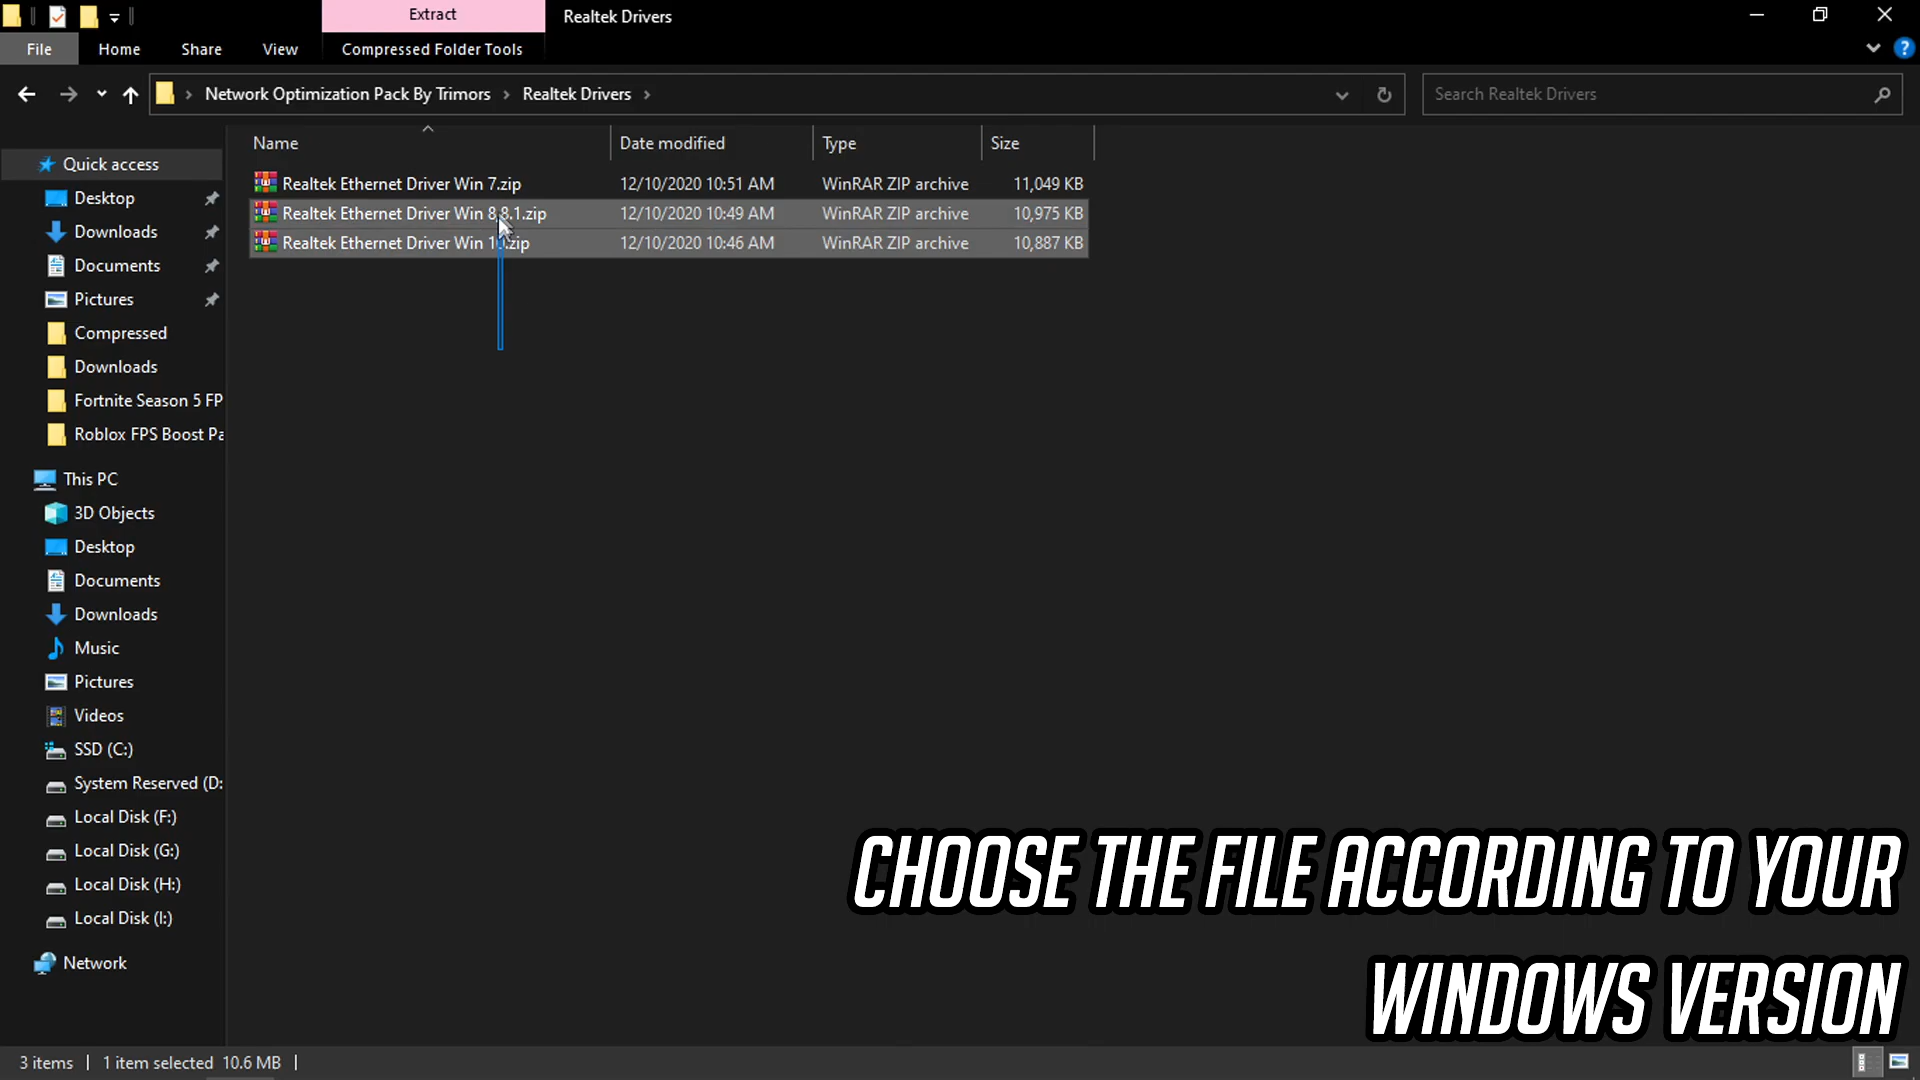 Extract
Realtek Drivers
File
Home
Share
View
Compressed Folder Tools
Network Optimization Pack By Trimors
Realtek Drivers
Search Realtek Drivers
Name
Date modified
Type
Size
Realtek Ethernet Driver Win 7.zip
12/10/2020 10:51 AM
WinRAR ZIP archive
11,049 KB
Realtek Ethernet Driver Win 8,8.1.zip
12/10/2020 10:49 AM
WinRAR ZIP archive
10,975 KB
Realtek Ethernet Driver Win 10.zip
12/10/2020 10:46 AM
WinRAR ZIP archive
10,887 KB
Quick access
Desktop
Downloads
Documents
Pictures
Compressed
Downloads
Fortnite Season 5 FP
Roblox FPS Boost Pa
This PC
3D Objects
Desktop
Documents
Downloads
Music
Pictures
Videos
SSD (C:)
System Reserved (D:
Local Disk (F:)
Local Disk (G:)
Local Disk (H:)
Local Disk (I:)
Network
CHOOSE THE FILE ACCORDING TO YOUR
WINDOWS VERSION
3 items
1 item selected 10.6 MB